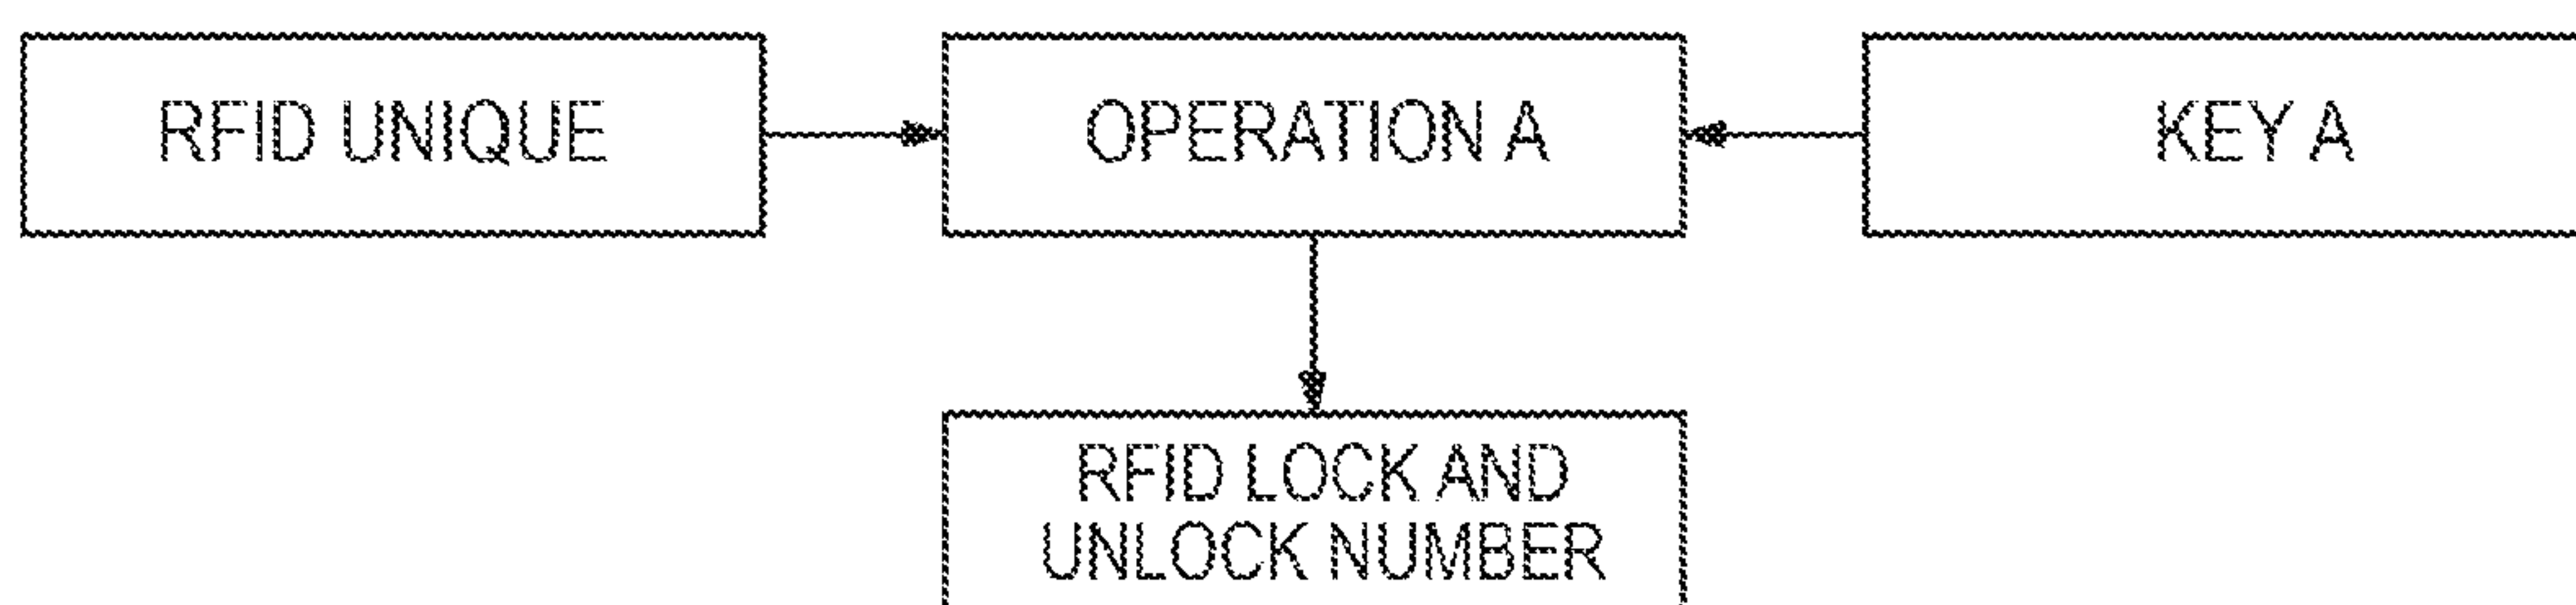 RFID UNIQUE
OPERATION A
KEY A
RFID LOCK AND
UNLOCK NUMBER